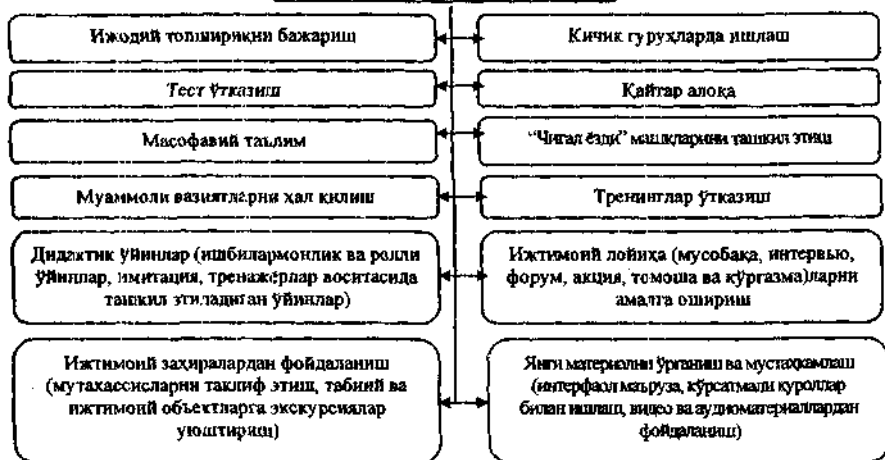 Ижодий топшириқни бажариш
Кичик гуруҳларда ишлаш
Тест ўтказиш
Қайтар алоқа
Масофавий таълим
“Чигал ёзди” машқларини ташкил этиш
Муаммоли вазиятларни ҳал қилиш
Тренинглар ўтказиш
Дидактик ўйинлар (ишбилармонлик ва ролли
ўйинлар, имитация, тренажёрлар воситасида
ташкил этиладиган ўйинлар)
Ижтимоий лойиҳа (мусобақа, интервью,
форум, акция, томоша ва кўргазма)ларни
амалга ошириш
Ижтимоий заҳиралардан фойдаланиш
(мутахассисларни таклиф этиш, табиий ва
ижтимоий объектларга экскурсиялар
уюштириш)
Янги материални ўрганиш ва мустаҳкамлаш
(интерфаол маъруза, кўрсатмали қуроллар
билан ишлаш, видео ва аудиоматериаллардан
фойдаланиш)